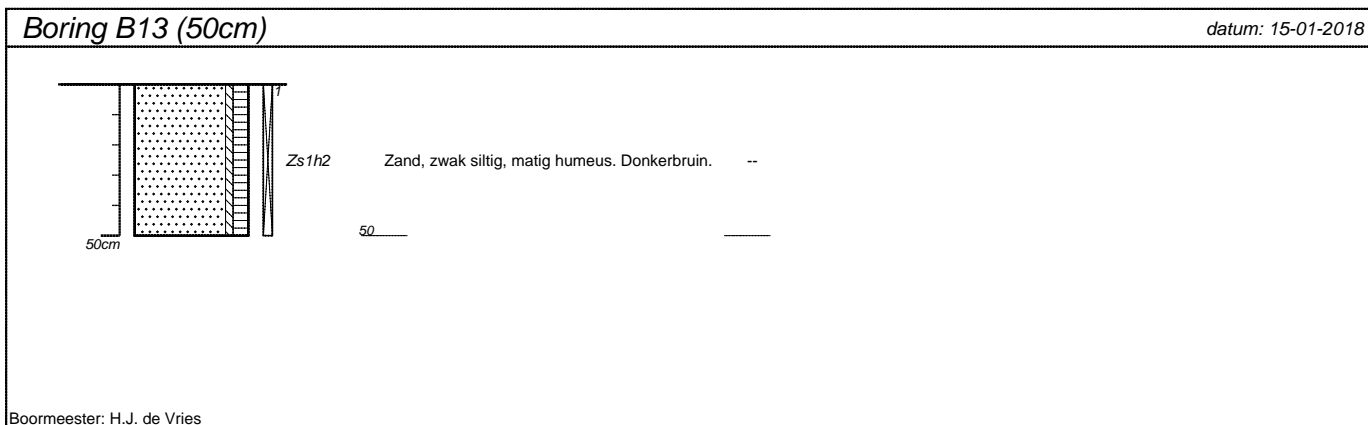 Boring B13 (50cm) datum: 15-01-2018
1
Zs1h2 Zand, zwak siltig, matig humeus. Donkerbruin. --
50cm 50
Boormeester: H.J. de Vries